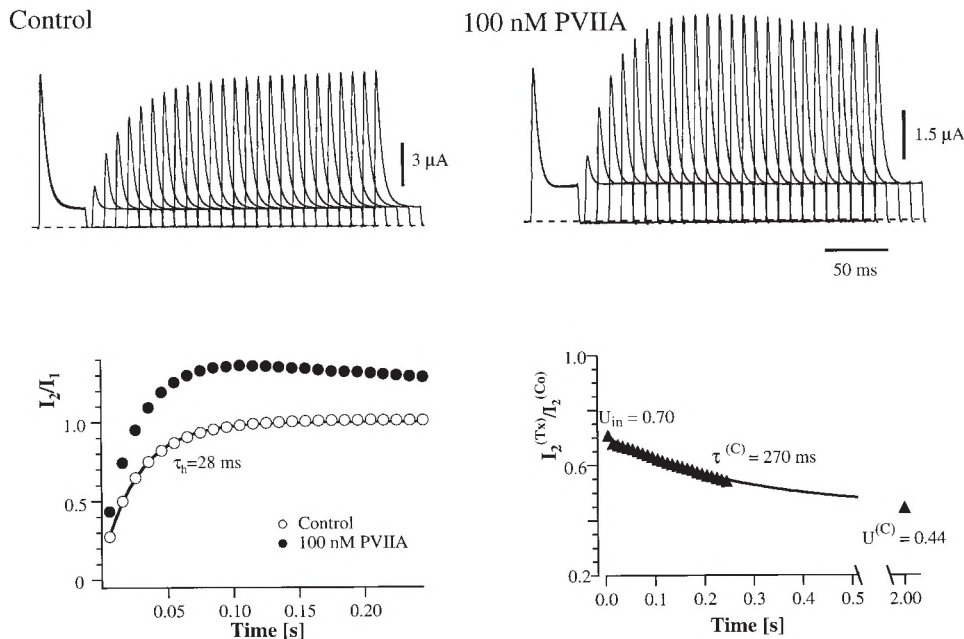 Control
100 nM PVIIA
3 µA
1.5 µA
50 ms
I2/I1
1.0
0.5
0
τh=28 ms
Control
100 nM PVIIA
0.05
0.10
0.15
0.20
Time [s]
I2(Tx)/I2(Co)
1.0
0.6
0.2
Uin = 0.70
τ(C) = 270 ms
U(C) = 0.44
0.0
0.1
0.2
0.3
0.4
0.5
2.00
Time [s]